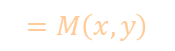 = M(x, y)